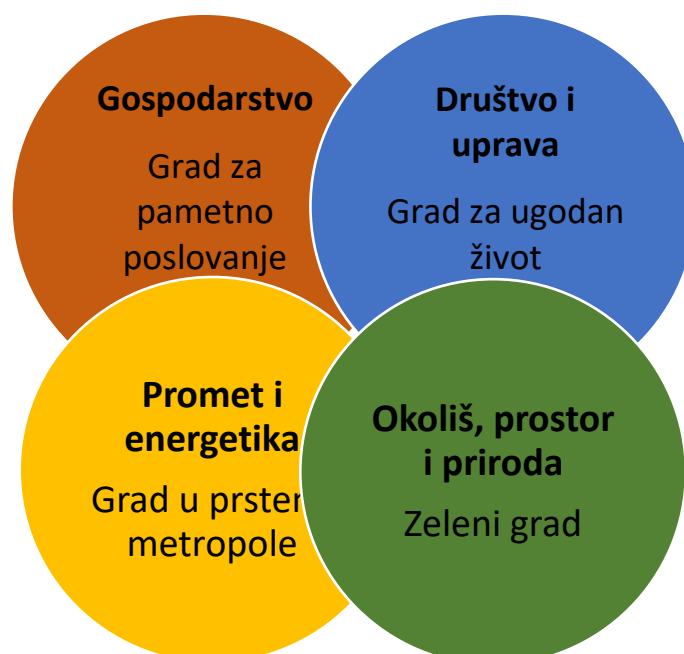 Gospodarstvo
Grad za
pametno
poslovanje
Društvo i
uprava
Grad za ugodan
život
Promet i
energetika
Grad u prsten
metropole
Okoliš, prostor
i priroda
Zeleni grad